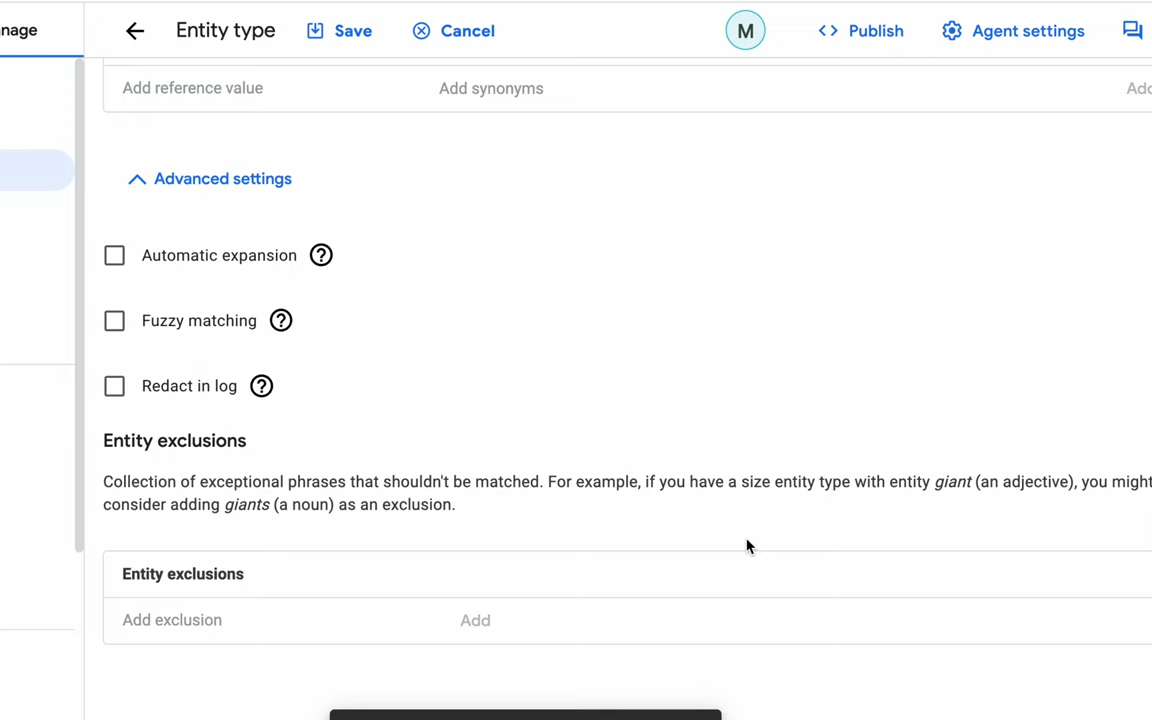 nage
Entity type Save Cancel M Publish Agent settings
Add reference value Add synonyms
Advanced settings
Automatic expansion ?
Fuzzy matching ?
Redact in log ?
Entity exclusions
Collection of exceptional phrases that shouldn't be matched. For example, if you have a size entity type with entity giant (an adjective), you might
consider adding giants (a noun) as an exclusion.
Entity exclusions
Add exclusion Add